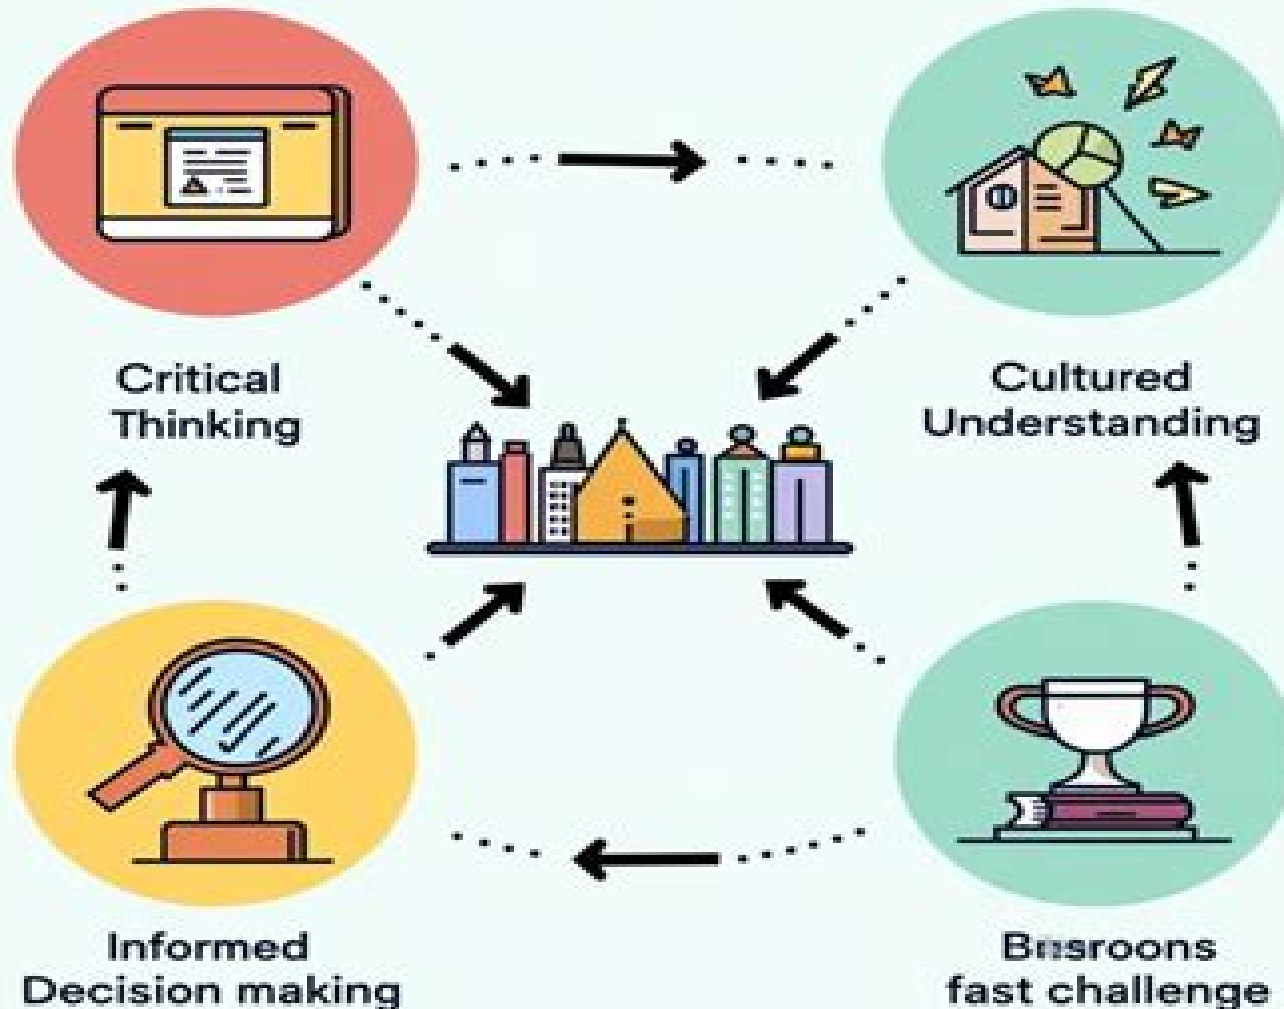 Critical
Thinking
Cultured
Understanding
Informed
Decision making
fast challenge